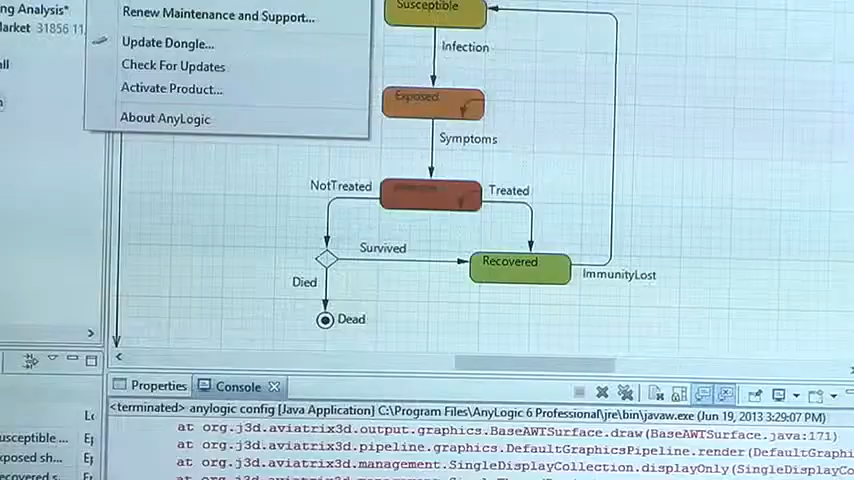 ng Analysis*
arket 31856 11
Renew Maintenance and Support...
Update Dongle...
Check For Updates
Activate Product...
About AnyLogic
Susceptible
Infection
Exposed
Symptoms
NotTreated
Treated
Survived
Recovered
ImmunityLost
Died
Dead
Properties
Console
<terminated> anylogic config [Java Application] C:\Program Files\AnyLogic 6 Professional\jre\bin\javaw.exe (Jun 19, 2013 3:29:07 PM)
at org.j3d.aviatrix3d.output.graphics.BaseAWTSurface.draw(BaseAWTSurface.java:171)
at org.j3d.aviatrix3d.pipeline.graphics.DefaultGraphicsPipeline.render(DefaultGraphi
at org.j3d.aviatrix3d.management.SingleDisplayCollection.displayOnly(SingleDisplayCo
usceptible ...
xposed sh...
ecovered s.